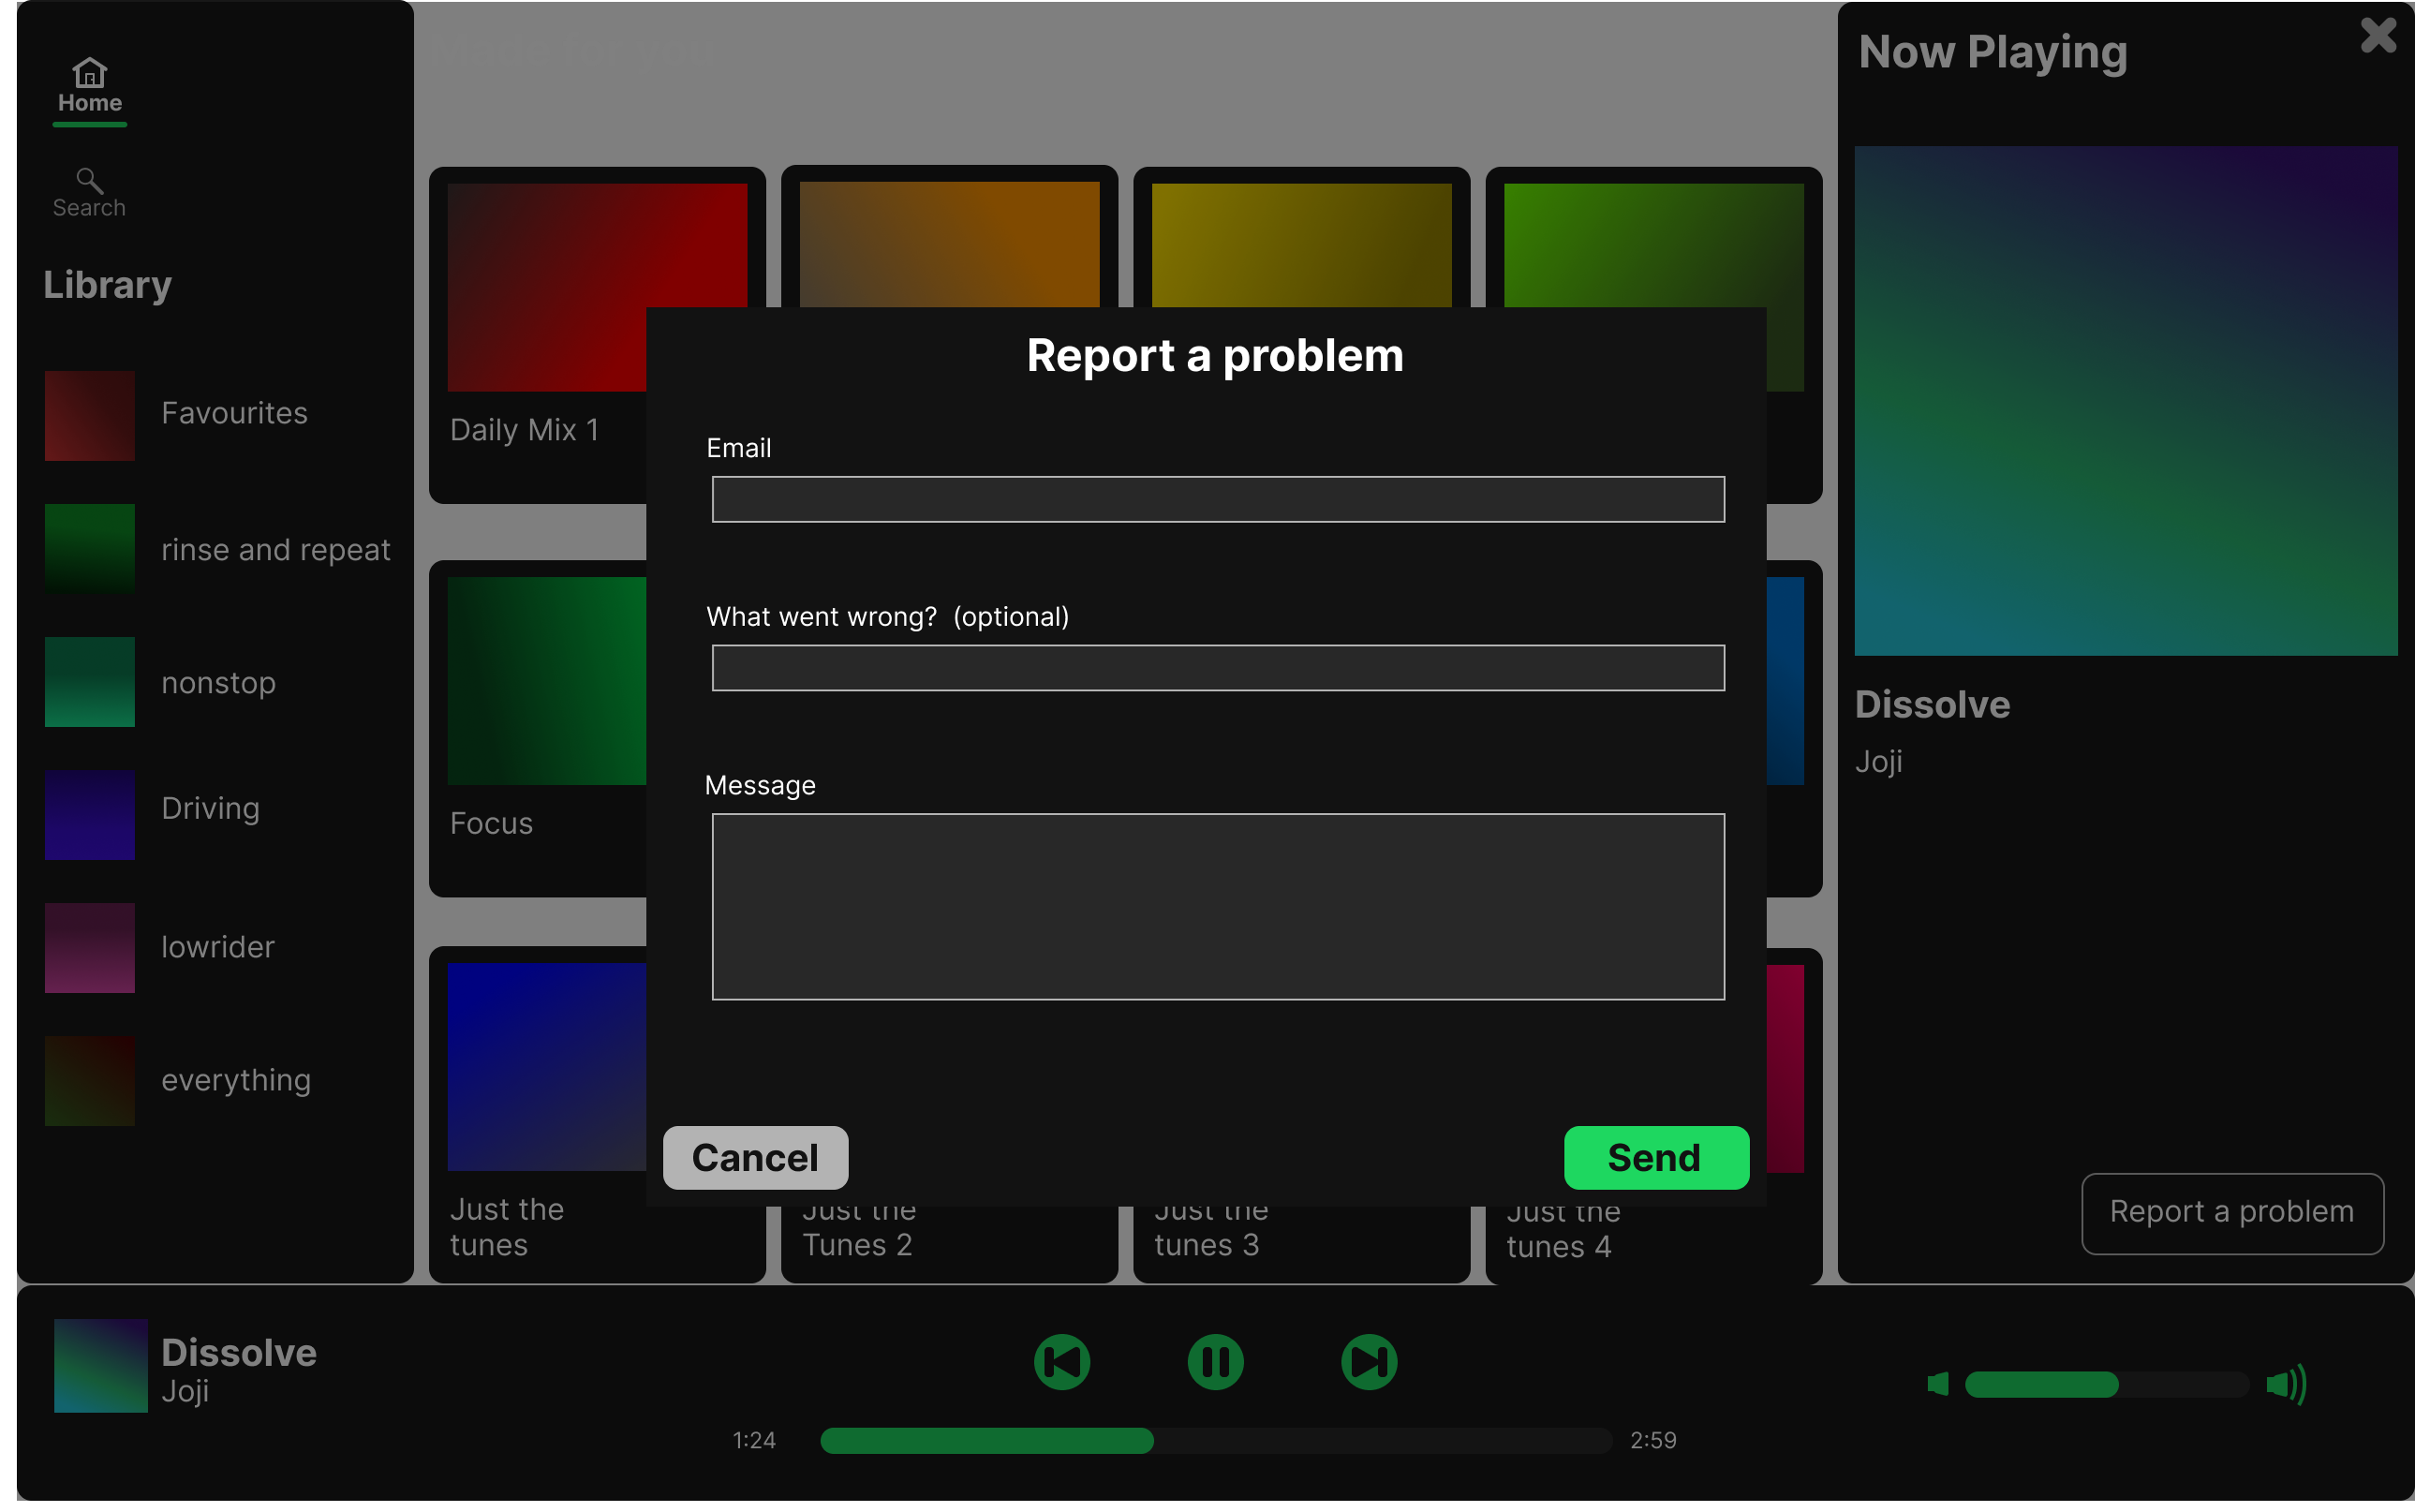 Home
Search
Library
Favourites
rinse and repeat
nonstop
Driving
lowrider
everything
Daily Mix 1
Focus
Just the
tunes
Just the
Tunes 2
Just the
tunes 3
Just the
tunes 4
Report a problem
Email
What went wrong? (optional)
Message
Cancel
Send
Now Playing
Dissolve
Joji
Report a problem
Dissolve
Joji
1:24
2:59